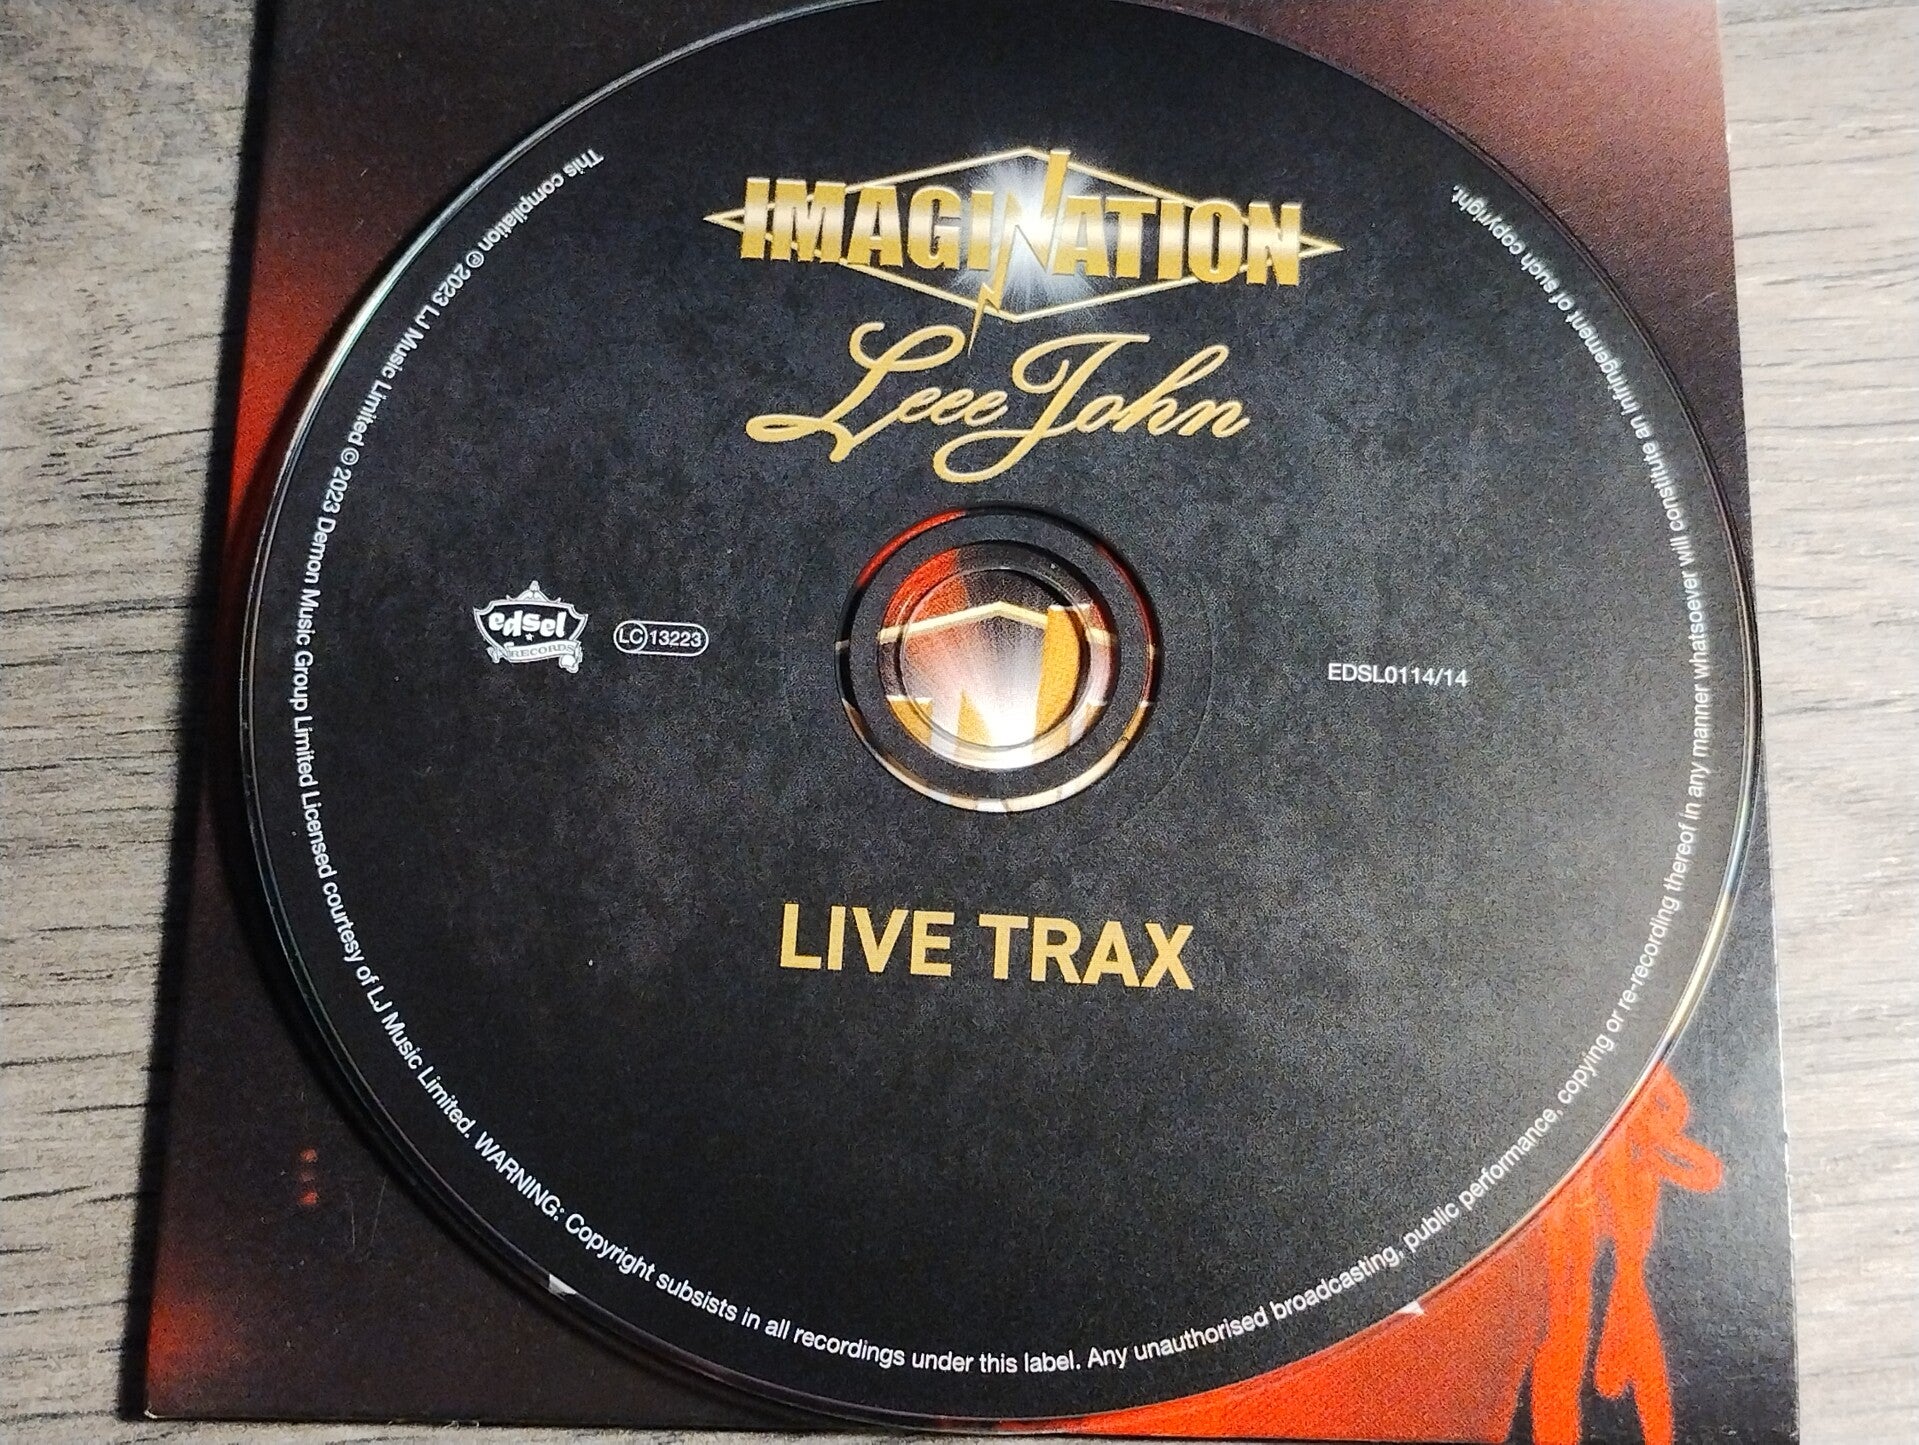 IMAGINATION
Leee John
edsel
RECORDS
LC 13223
EDSL0114/14
LIVE TRAX
This compilation ℗ 2023 LJ Music Limited © 2023 Demon Music Group Limited Licensed courtesy of LJ Music Limited. WARNING: Copyright subsists in all recordings under this label. Any unauthorised broadcasting, public performance, copying or re-recording thereof in any manner whatsoever will constitute an infringement of such copyright.